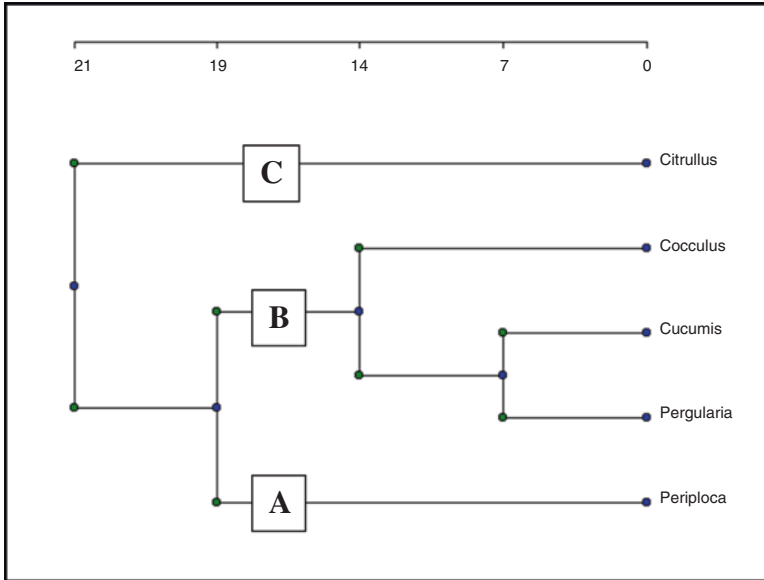 21 19 14 7 0
C Citrullus
Cocculus
B
Cucumis
Pergularia
A Periploca